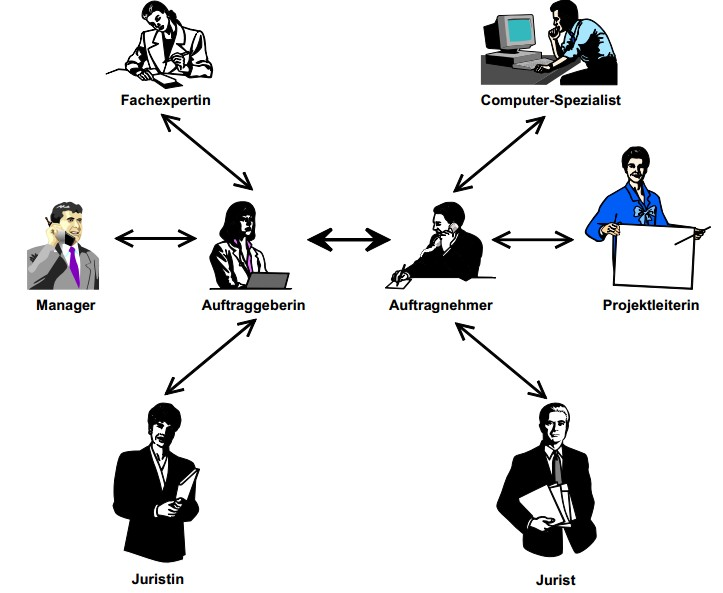 Fachexpertin
Computer-Spezialist
Manager
Auftraggeberin
Auftragnehmer
Projektleiterin
Juristin
Jurist